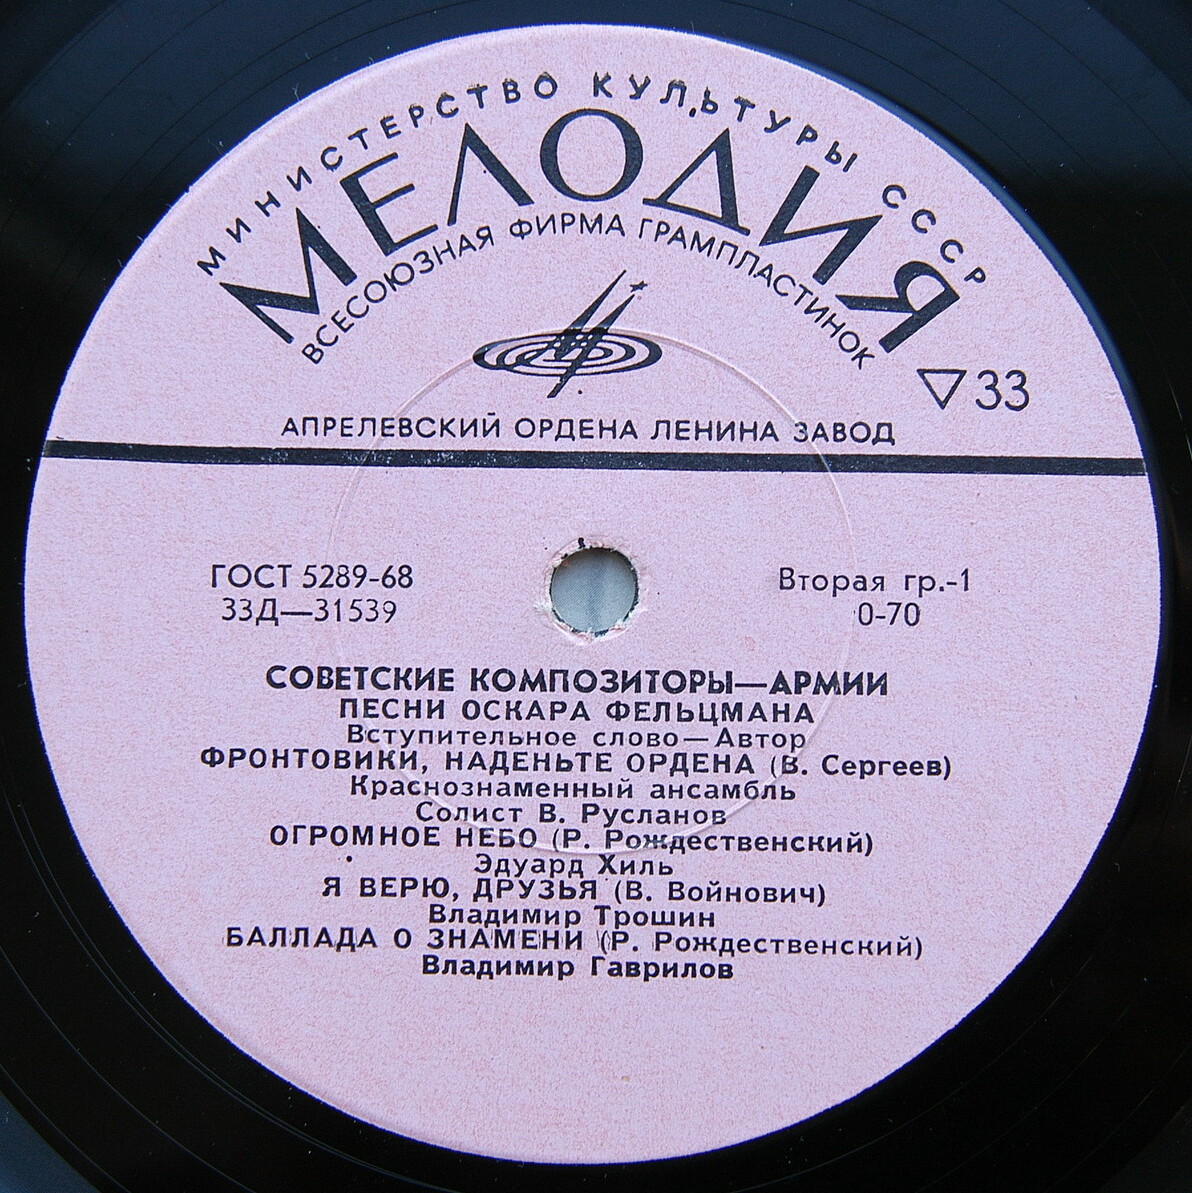 МИНИСТЕРСТВО КУЛЬТУРЫ СССР
МЕЛОДИЯ
ВСЕСОЮЗНАЯ ФИРМА ГРАМПЛАСТИНОК
33
АПРЕЛЕВСКИЙ ОРДЕНА ЛЕНИНА ЗАВОД
ГОСТ 5289-68
33Д—31539
Вторая гр.-1
0-70
СОВЕТСКИЕ КОМПОЗИТОРЫ—АРМИИ
ПЕСНИ ОСКАРА ФЕЛЬЦМАНА
Вступительное слово—Автор
ФРОНТОВИКИ, НАДЕНЬТЕ ОРДЕНА (В. Сергеев)
Краснознаменный ансамбль
Солист В. Русланов
ОГРОМНОЕ НЕБО (Р. Рождественский)
Эдуард Хиль
Я ВЕРЮ, ДРУЗЬЯ (В. Войнович)
Владимир Трошин
БАЛЛАДА О ЗНАМЕНИ (Р. Рождественский)
Владимир Гаврилов